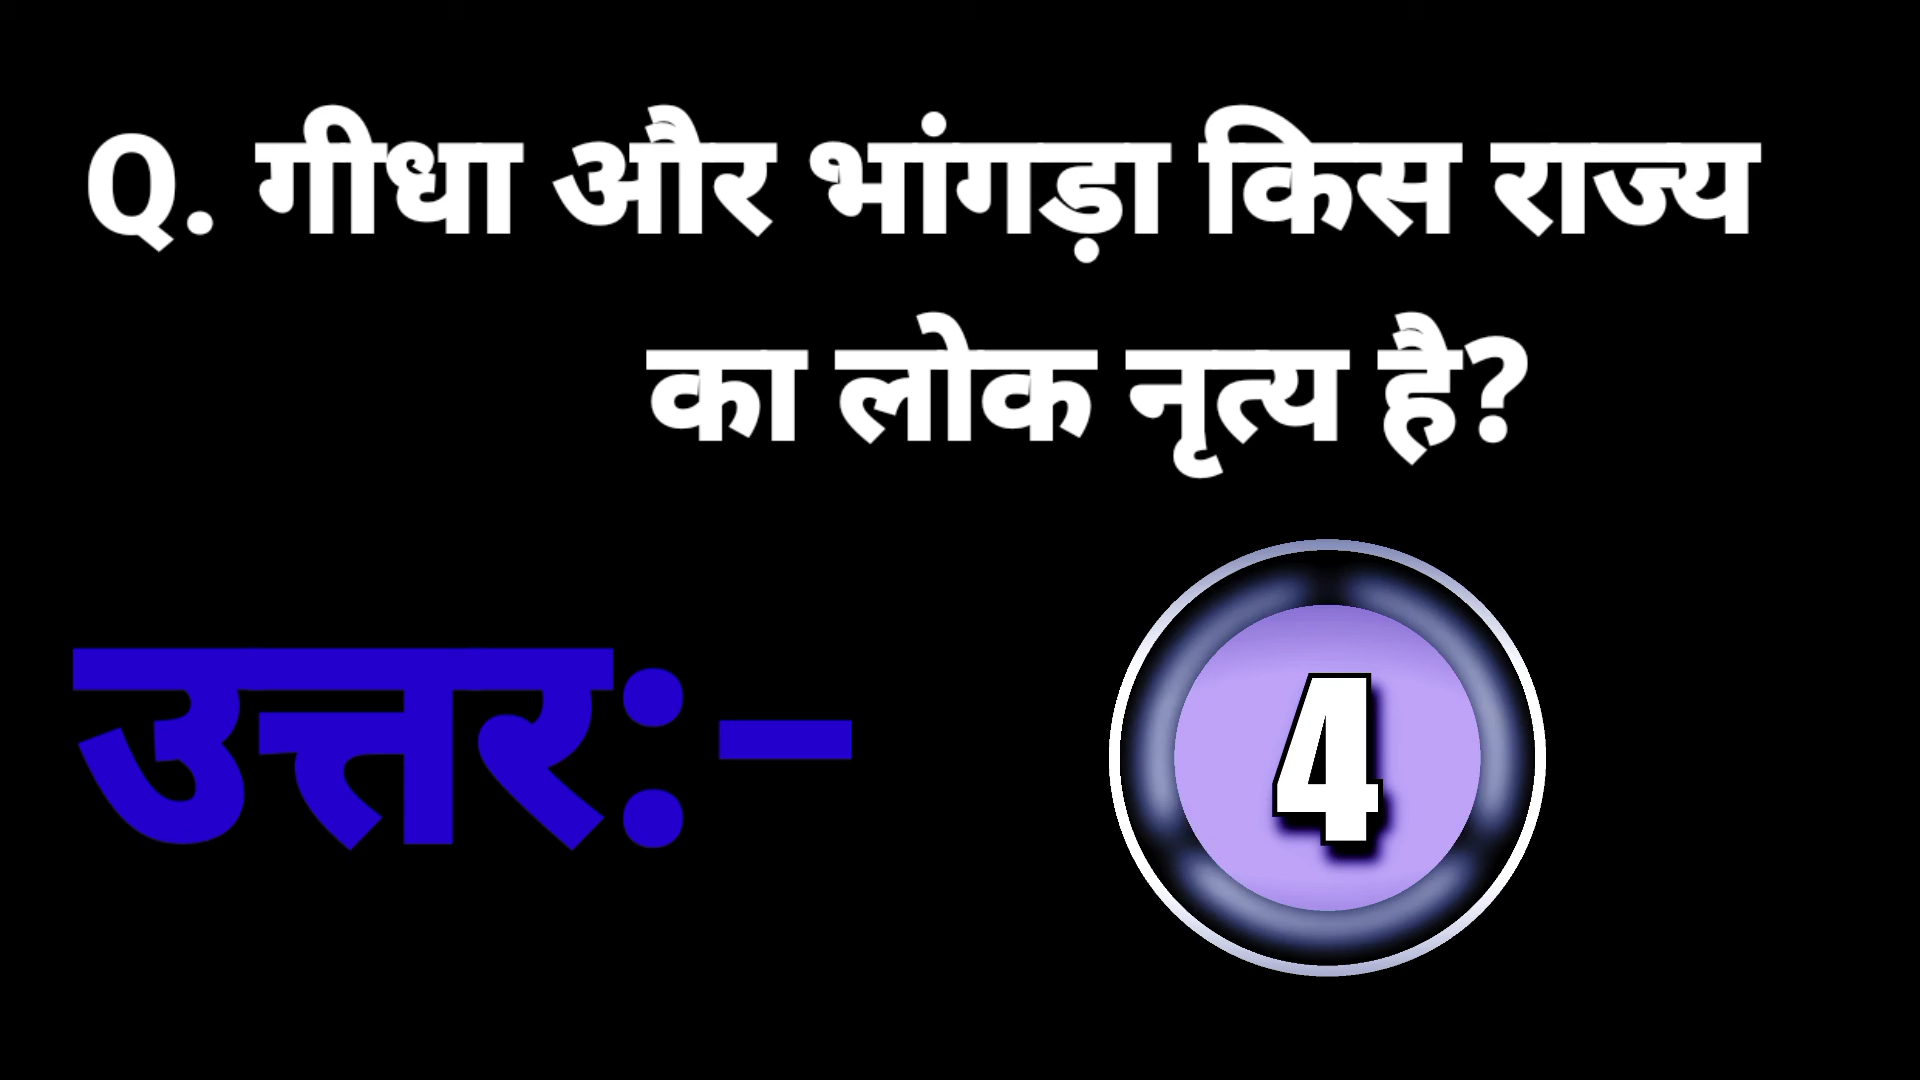 Q. गीधा और भांगड़ा किस राज्य
का लोक नृत्य है?
उत्तर:–
4